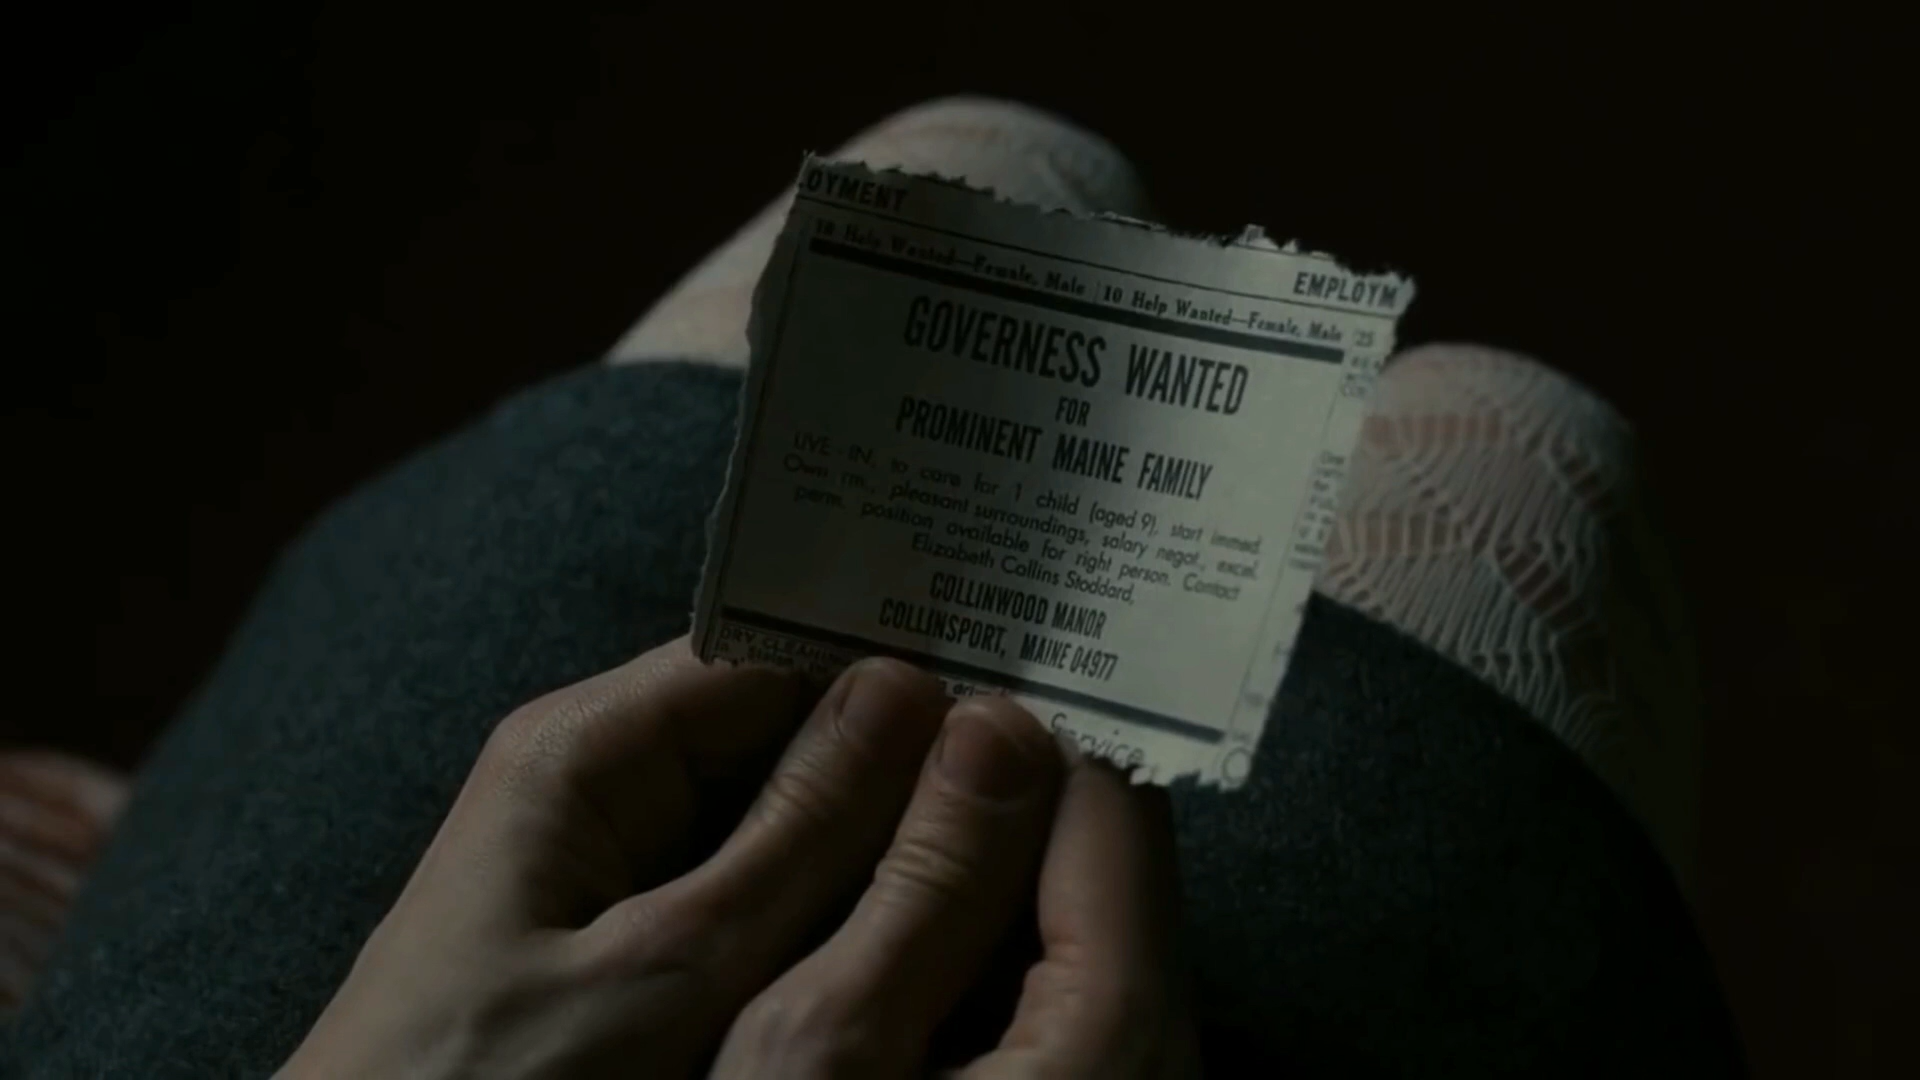 OYMENT
EMPLOYM
10 Help Wanted—Female, Male
10 Help Wanted—Female, Male
GOVERNESS WANTED
FOR
PROMINENT MAINE FAMILY
LIVE - IN, to care for 1 child (aged 9), start immed.
Own rm., pleasant surroundings, salary negot., excel.
perm. position available for right person. Contact
Elizabeth Collins Stoddard,
COLLINWOOD MANOR
COLLINSPORT, MAINE 04977
DRY CLEANING
Service